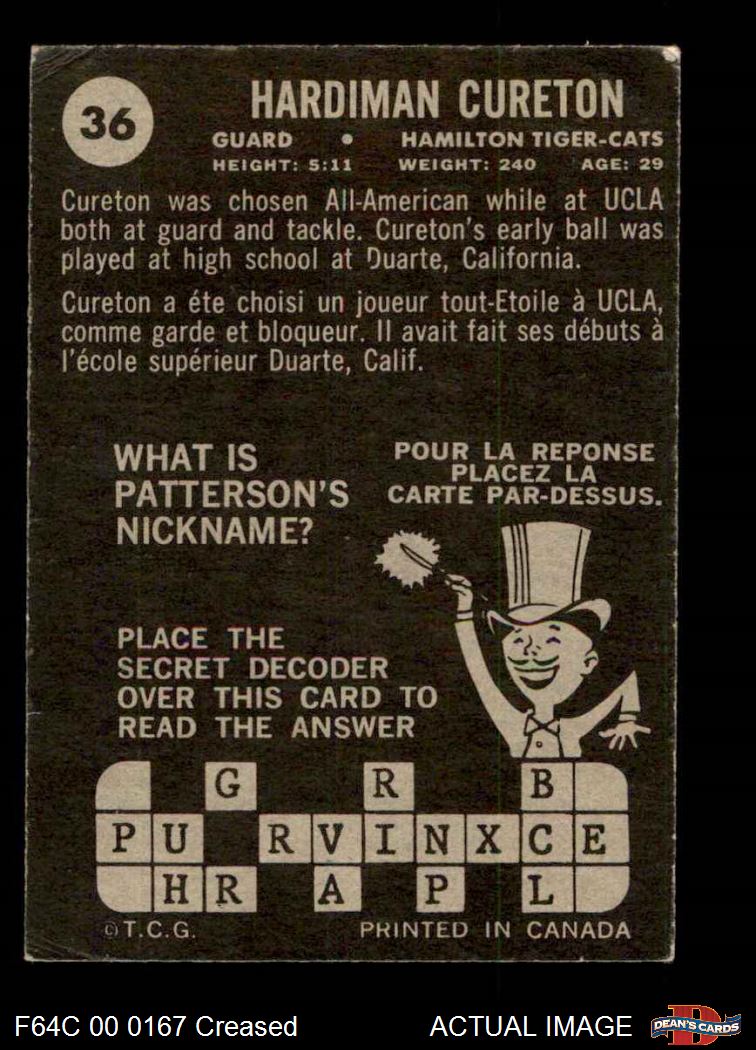 36
HARDIMAN CURETON
GUARD • HAMILTON TIGER-CATS
HEIGHT: 5:11 WEIGHT: 240 AGE: 29
Cureton was chosen All-American while at UCLA
both at guard and tackle. Cureton's early ball was
played at high school at Duarte, California.
Cureton a éte choisi un joueur tout-Etoile à UCLA,
comme garde et bloqueur. Il avait fait ses débuts à
l'école supérieur Duarte, Calif.
WHAT IS
PATTERSON'S
NICKNAME?
POUR LA REPONSE
PLACEZ LA
CARTE PAR-DESSUS.
PLACE THE
SECRET DECODER
OVER THIS CARD TO
READ THE ANSWER
G R B
P U R V I N X C E
H R A P L
©T.C.G. PRINTED IN CANADA
F64C 00 0167 Creased ACTUAL IMAGE
D
DEAN'S CARDS